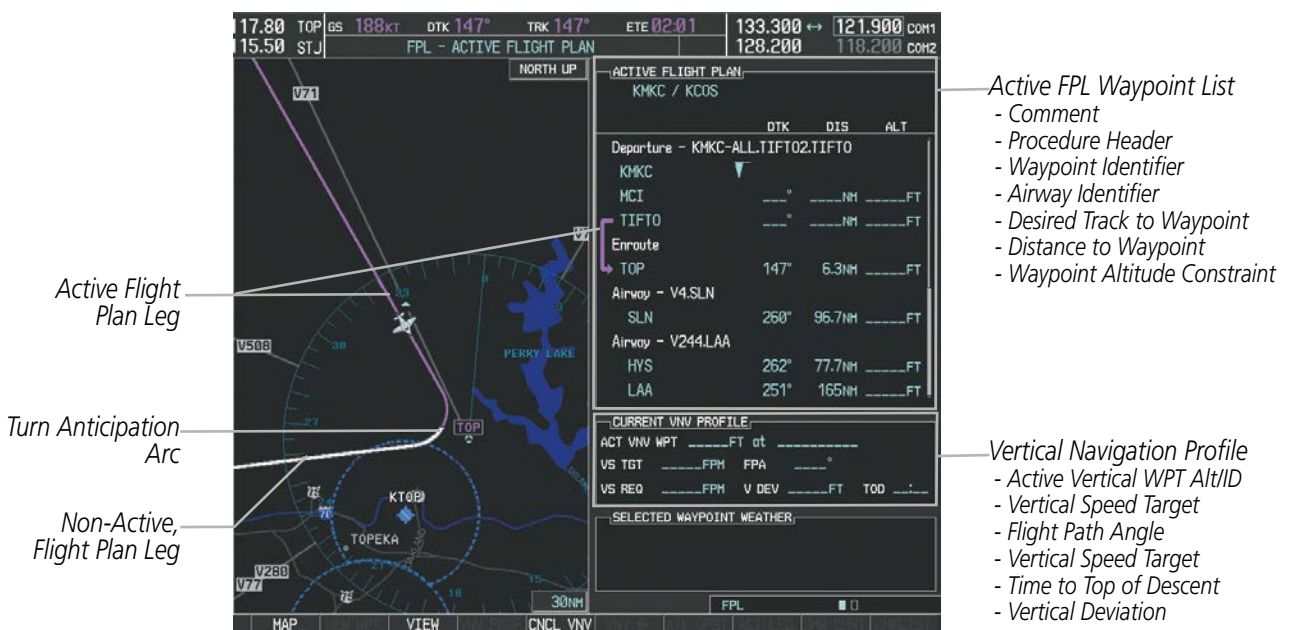 117.80 TOP GS 188KT DTK 147° TRK 147° ETE 02:01 133.300 ↔ 121.900 COM1
115.50 STJ FPL - ACTIVE FLIGHT PLAN 128.200 118.200 COM2
NORTH UP
V71
33
30
27
V508
PERRY LAKE
TOP
KTOP
TOPEKA
V280
V77
21
18
15
30NM
ACTIVE FLIGHT PLAN
KMKC / KCOS
DTK DIS ALT
Departure - KMKC-ALL.TIFTO2.TIFTO
KMKC
MCI ___° ____NM _____FT
TIFTO ___° ____NM _____FT
Enroute
TOP 147° 6.3NM _____FT
Airway - V4.SLN
SLN 260° 96.7NM _____FT
Airway - V244.LAA
HYS 262° 77.7NM _____FT
LAA 251° 165NM _____FT
CURRENT VNV PROFILE
ACT VNV WPT _____FT at __________
VS TGT _____FPM FPA ____°
VS REQ _____FPM V DEV _____FT TOD __:__
SELECTED WAYPOINT WEATHER
FPL
MAP VIEW CNCL VNV
Active Flight
Plan Leg
Turn Anticipation
Arc
Non-Active,
Flight Plan Leg
Active FPL Waypoint List
- Comment
- Procedure Header
- Waypoint Identifier
- Airway Identifier
- Desired Track to Waypoint
- Distance to Waypoint
- Waypoint Altitude Constraint
Vertical Navigation Profile
- Active Vertical WPT Alt/ID
- Vertical Speed Target
- Flight Path Angle
- Vertical Speed Target
- Time to Top of Descent
- Vertical Deviation